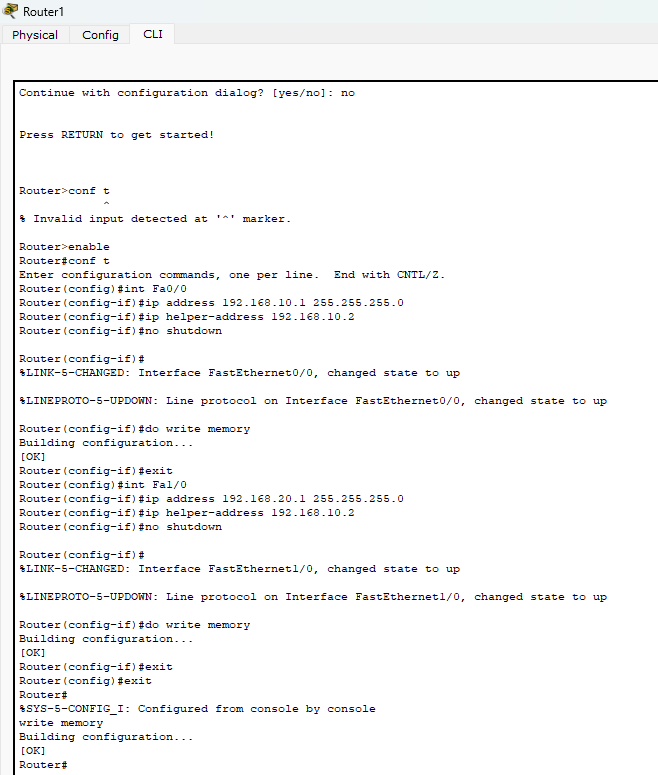 Router1
Physical Config CLI
Continue with configuration dialog? [yes/no]: no
Press RETURN to get started!
Router>conf t
^
% Invalid input detected at '^' marker.
Router>enable
Router#conf t
Enter configuration commands, one per line.  End with CNTL/Z.
Router(config)#int Fa0/0
Router(config-if)#ip address 192.168.10.1 255.255.255.0
Router(config-if)#ip helper-address 192.168.10.2
Router(config-if)#no shutdown
Router(config-if)#
%LINK-5-CHANGED: Interface FastEthernet0/0, changed state to up
%LINEPROTO-5-UPDOWN: Line protocol on Interface FastEthernet0/0, changed state to up
Router(config-if)#do write memory
Building configuration...
[OK]
Router(config-if)#exit
Router(config)#int Fa1/0
Router(config-if)#ip address 192.168.20.1 255.255.255.0
Router(config-if)#ip helper-address 192.168.10.2
Router(config-if)#no shutdown
Router(config-if)#
%LINK-5-CHANGED: Interface FastEthernet1/0, changed state to up
%LINEPROTO-5-UPDOWN: Line protocol on Interface FastEthernet1/0, changed state to up
Router(config-if)#do write memory
Building configuration...
[OK]
Router(config-if)#exit
Router(config)#exit
Router#
%SYS-5-CONFIG_I: Configured from console by console
write memory
Building configuration...
[OK]
Router#